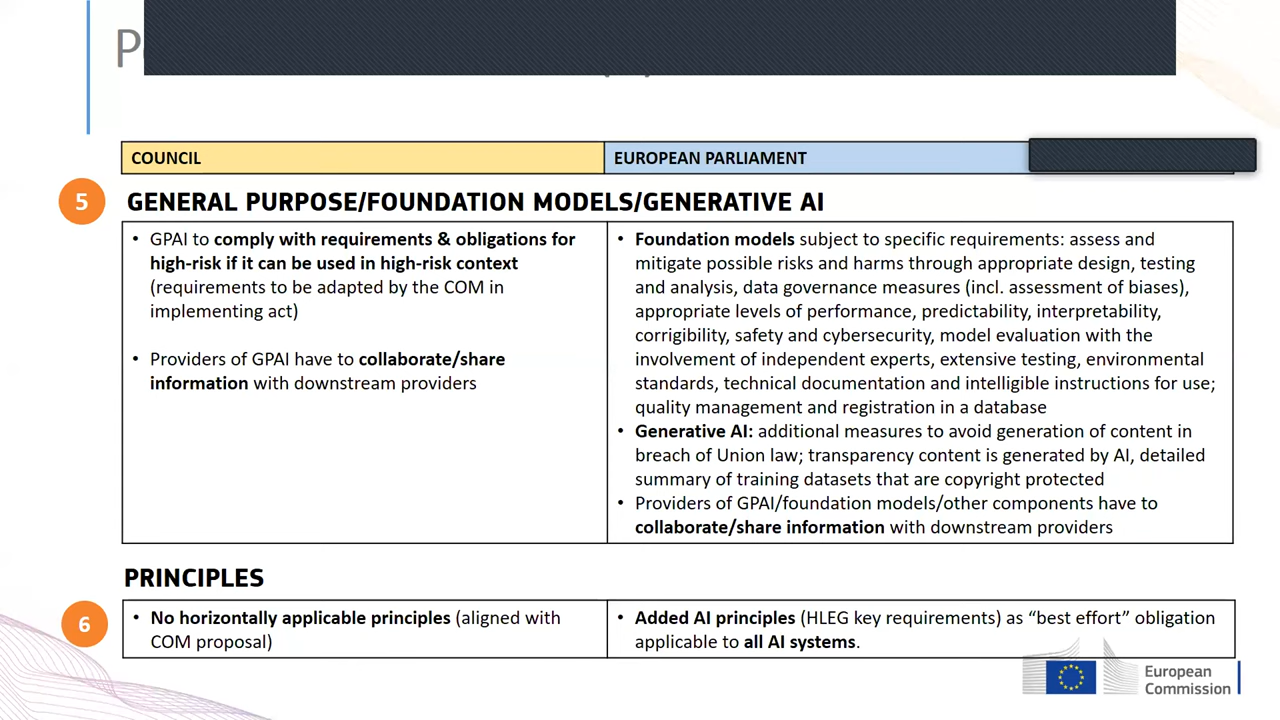 COUNCIL
EUROPEAN PARLIAMENT
5
GENERAL PURPOSE/FOUNDATION MODELS/GENERATIVE AI
• GPAI to comply with requirements & obligations for
high-risk if it can be used in high-risk context
(requirements to be adapted by the COM in
implementing act)
• Providers of GPAI have to collaborate/share
information with downstream providers
• Foundation models subject to specific requirements: assess and
mitigate possible risks and harms through appropriate design, testing
and analysis, data governance measures (incl. assessment of biases),
appropriate levels of performance, predictability, interpretability,
corrigibility, safety and cybersecurity, model evaluation with the
involvement of independent experts, extensive testing, environmental
standards, technical documentation and intelligible instructions for use;
quality management and registration in a database
• Generative AI: additional measures to avoid generation of content in
breach of Union law; transparency content is generated by AI, detailed
summary of training datasets that are copyright protected
• Providers of GPAI/foundation models/other components have to
collaborate/share information with downstream providers
PRINCIPLES
6
• No horizontally applicable principles (aligned with
COM proposal)
• Added AI principles (HLEG key requirements) as “best effort” obligation
applicable to all AI systems.
European
Commission